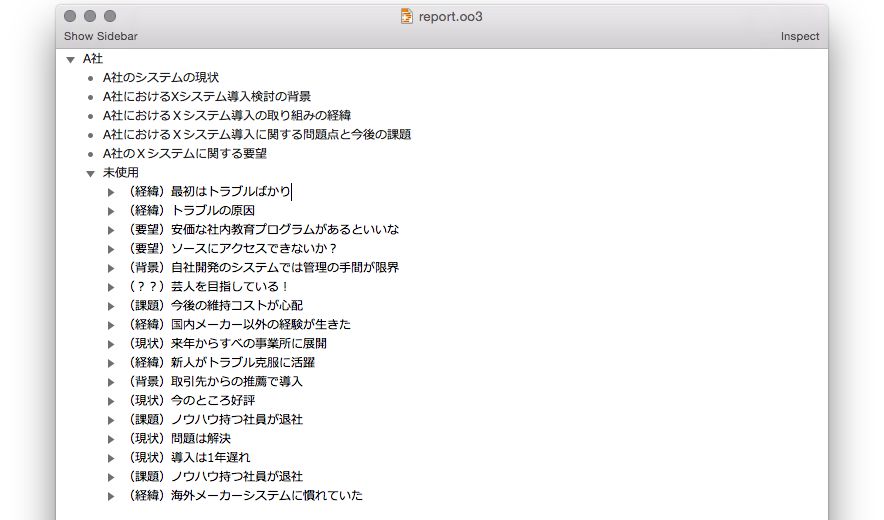 report.oo3
Show Sidebar
Inspect
A社
A社のシステムの現状
A社におけるXシステム導入検討の背景
A社におけるＸシステム導入の取り組みの経緯
A社におけるＸシステム導入に関する問題点と今後の課題
A社のＸシステムに関する要望
未使用
（経緯）最初はトラブルばかり
（経緯）トラブルの原因
（要望）安価な社内教育プログラムがあるといいな
（要望）ソースにアクセスできないか？
（背景）自社開発のシステムでは管理の手間が限界
（？？）芸人を目指している！
（課題）今後の維持コストが心配
（経緯）国内メーカー以外の経験が生きた
（現状）来年からすべの事業所に展開
（経緯）新人がトラブル克服に活躍
（背景）取引先からの推薦で導入
（現状）今のところ好評
（課題）ノウハウ持つ社員が退社
（現状）問題は解決
（現状）導入は1年遅れ
（課題）ノウハウ持つ社員が退社
（経緯）海外メーカーシステムに慣れていた